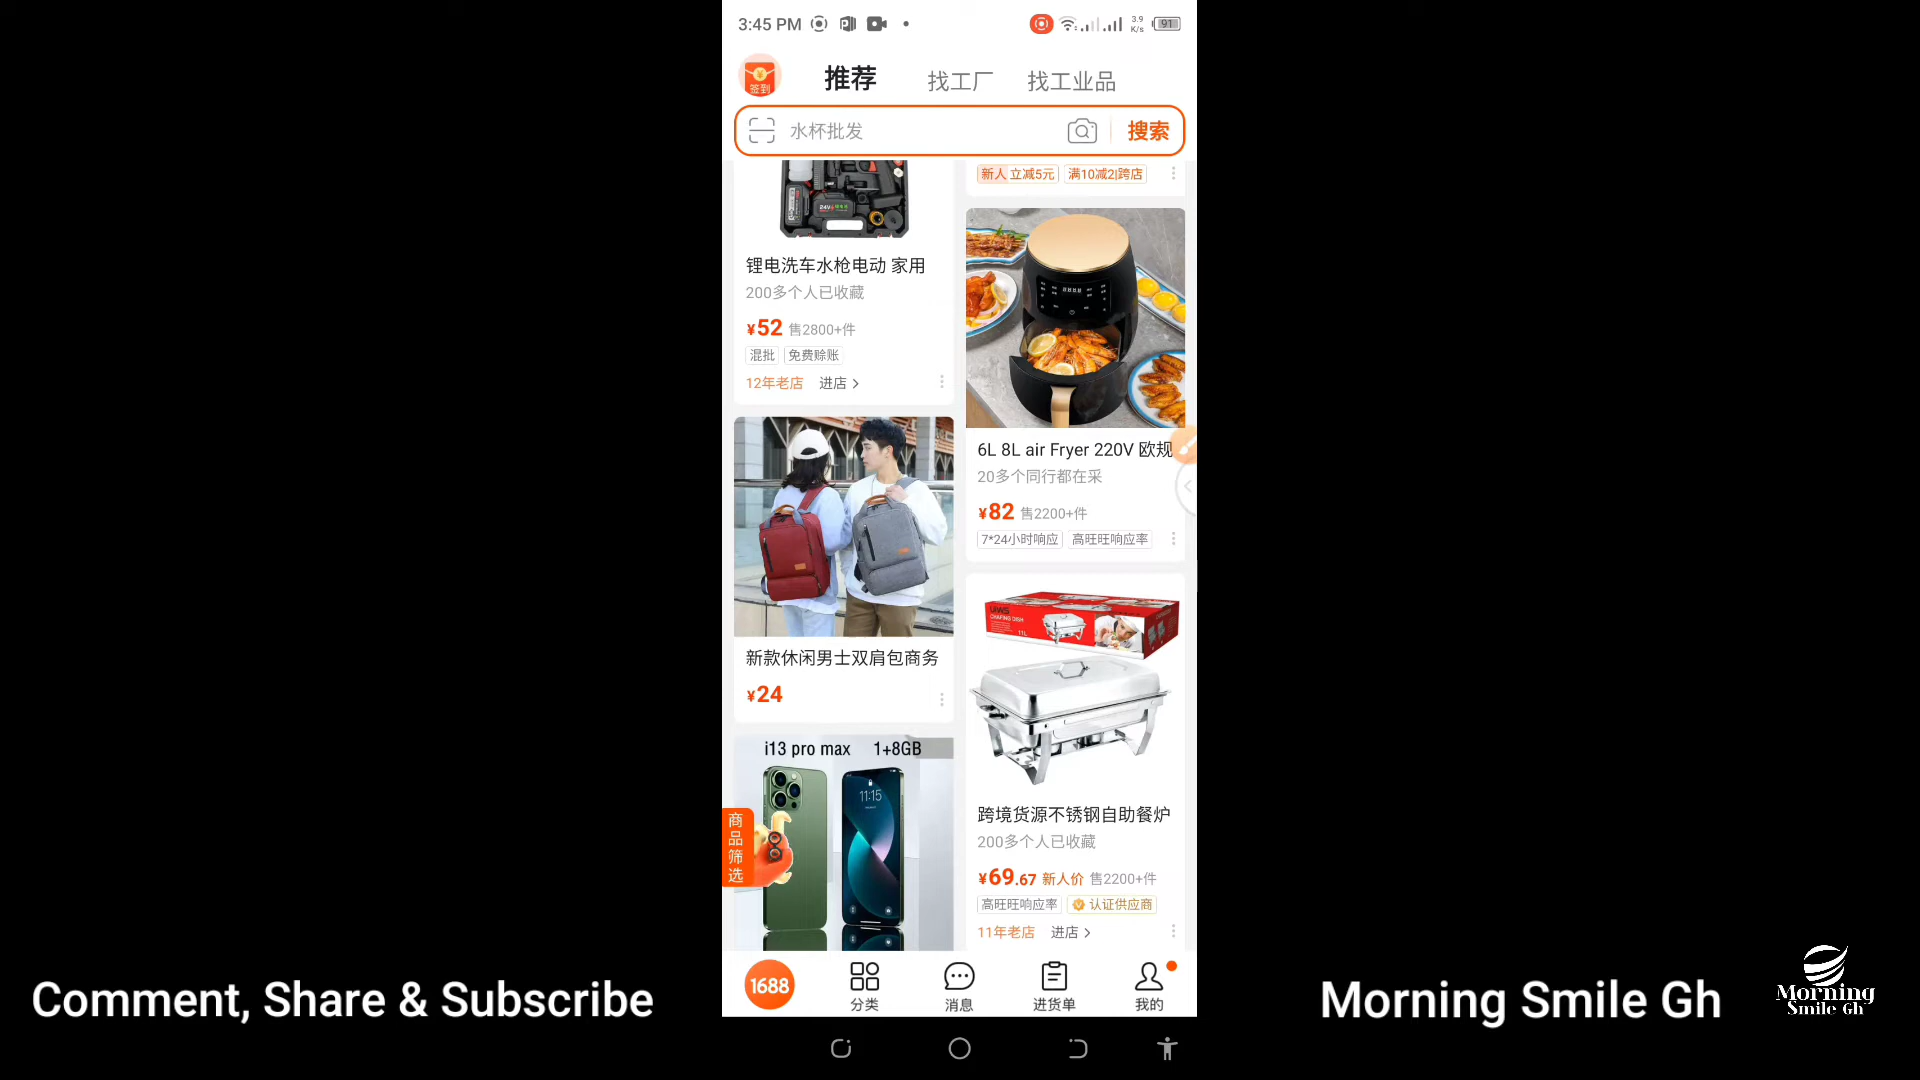 3:45 PM
3.9
K/s
91
签到
推荐
找工厂
找工业品
水杯批发
搜索
24V
锂电洗车水枪电动 家用
200多个人已收藏
¥52 售2800+件
混批 免费赊账
12年老店 进店 >
新款休闲男士双肩包商务
¥24
i13 pro max 1+8GB
11:15
商品筛选
新人 立减5元 满10减2|跨店
6L 8L air Fryer 220V 欧规
20多个同行都在采
¥82 售2200+件
7*24小时响应 高旺旺响应率
UWS
CHAFING DISH
11L
跨境货源不锈钢自助餐炉
200多个人已收藏
¥69.67 新人价 售2200+件
高旺旺响应率 认证供应商
11年老店 进店 >
1688
分类
消息
进货单
我的
Comment, Share & Subscribe
Morning Smile Gh
Morning
Smile Gh